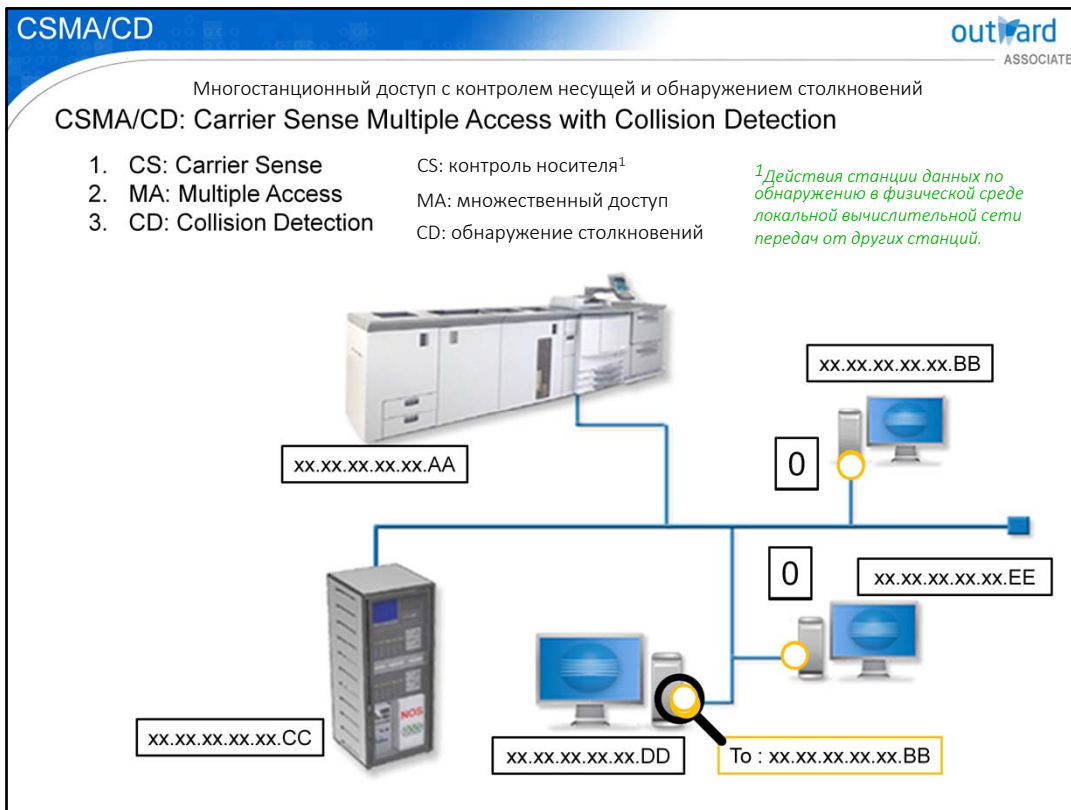 CSMA/CD
outward
ASSOCIATE
Многостанционный доступ с контролем несущей и обнаружением столкновений
CSMA/CD: Carrier Sense Multiple Access with Collision Detection
1. CS: Carrier Sense
2. MA: Multiple Access
3. CD: Collision Detection
CS: контроль носителя¹
MA: множественный доступ
CD: обнаружение столкновений
¹Действия станции данных по
обнаружению в физической среде
локальной вычислительной сети
передач от других станций.
xx.xx.xx.xx.xx.BB
xx.xx.xx.xx.xx.AA
0
0
xx.xx.xx.xx.xx.EE
NOS
xx.xx.xx.xx.xx.CC
xx.xx.xx.xx.xx.DD
To : xx.xx.xx.xx.xx.BB